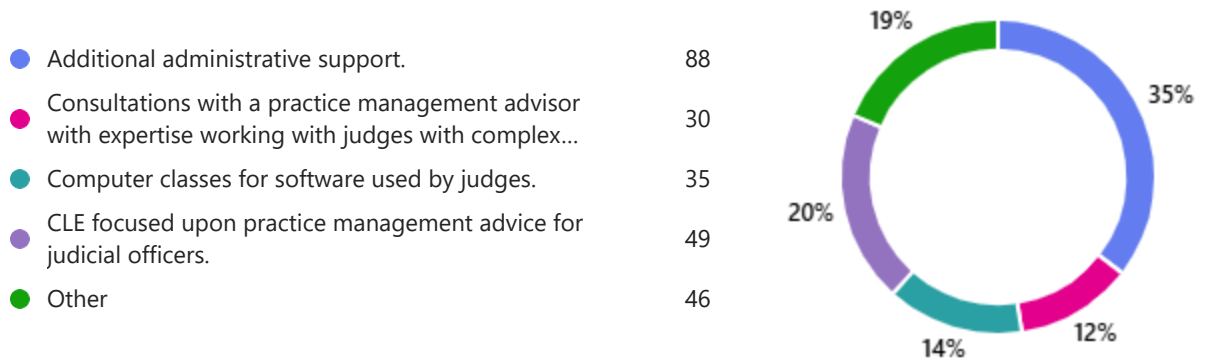 Additional administrative support. 88
Consultations with a practice management advisor
with expertise working with judges with complex... 30
Computer classes for software used by judges. 35
CLE focused upon practice management advice for
judicial officers. 49
Other 46
19%
35%
20%
14%
12%